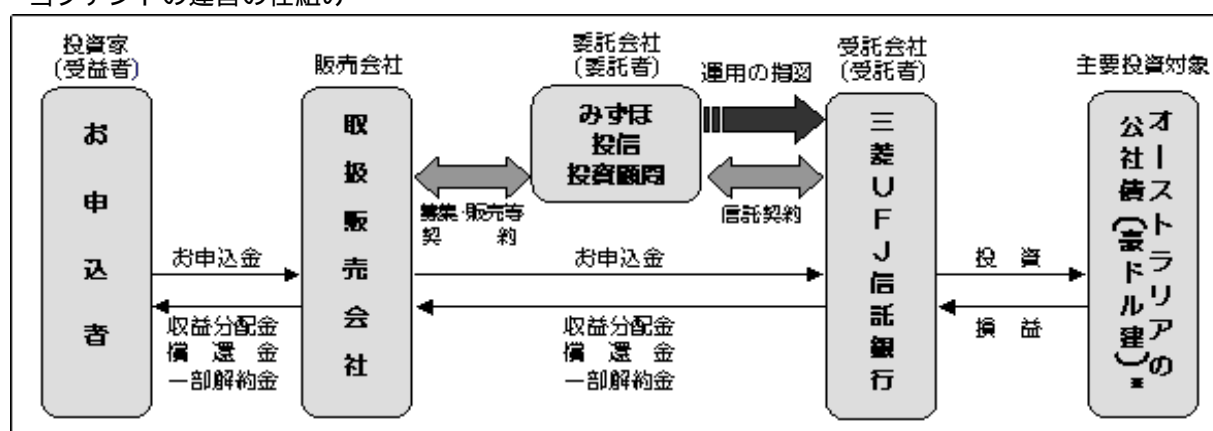 コファンドの運営の仕組み
投資家
(受益者)
お申込者
販売会社
取扱販売会社
委託会社
(委託者)
みずほ
投信
投資顧問
運用の指図
受託会社
(受託者)
三菱UFJ信託銀行
主要投資対象
オーストラリアの
公社債(豪ドル建)*
募集・販売等
契 約
信託契約
お申込金
お申込金
投 資
収益分配金
償 還 金
一部解約金
収益分配金
償 還 金
一部解約金
損 益